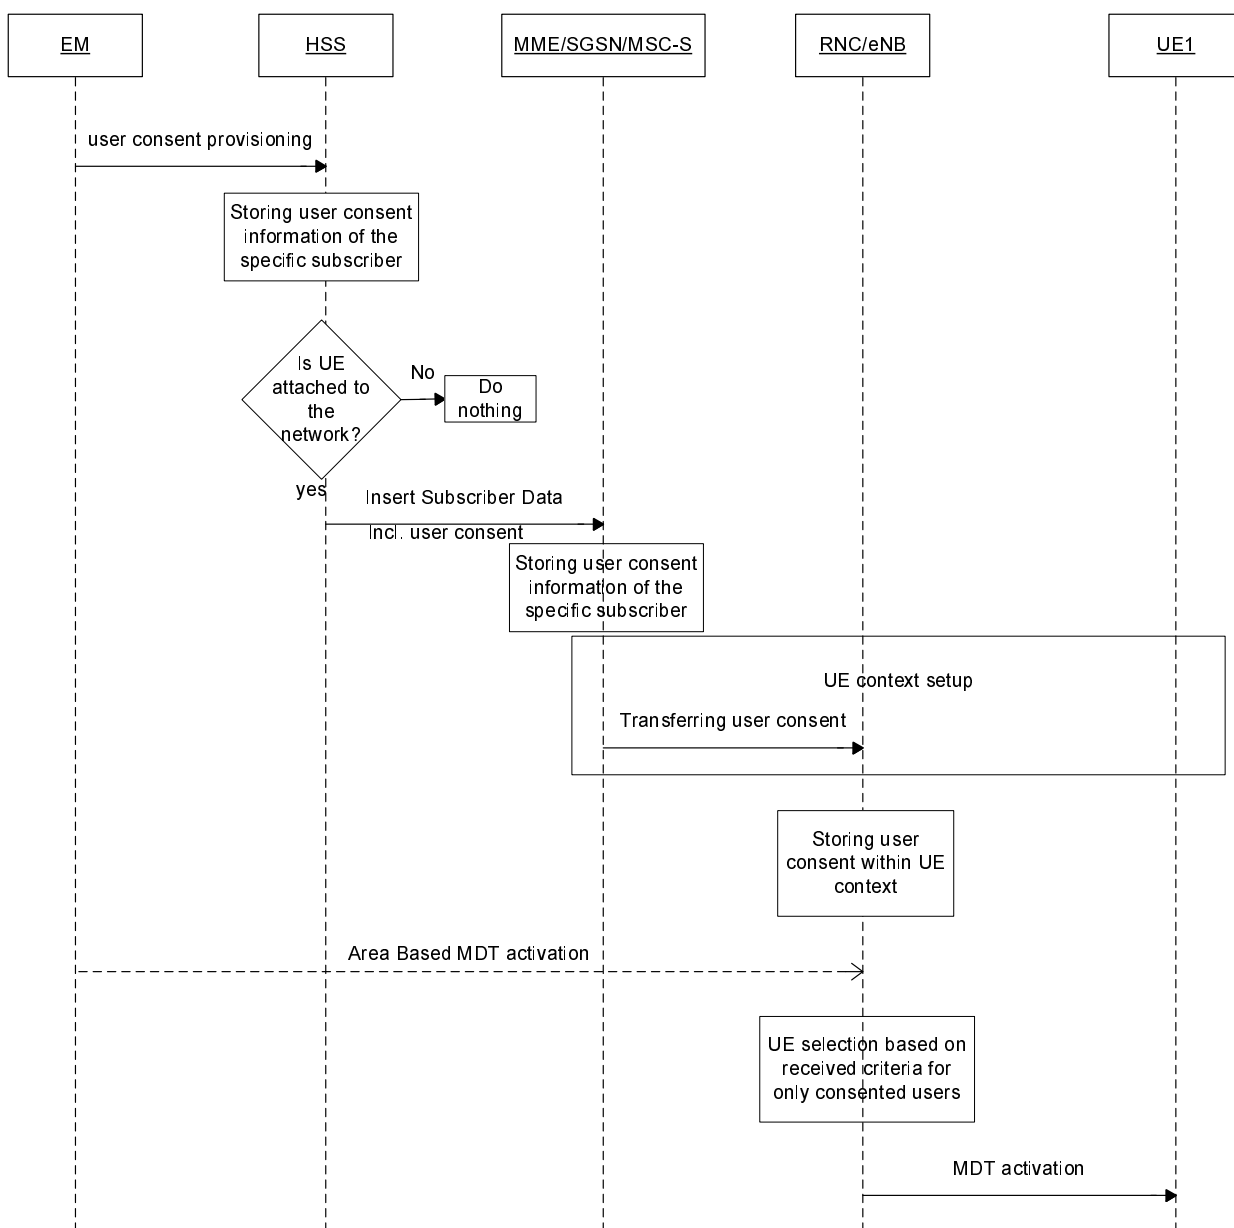 EM
HSS
MME/SGSN/MSC-S
RNC/eNB
UE1
user consent provisioning
Storing user consent
information of the
specific subscriber
Is UE
attached to
the
network?
No
Do
nothing
yes
Insert Subscriber Data
Incl. user consent
Storing user consent
information of the
specific subscriber
UE context setup
Transferring user consent
Storing user
consent within UE
context
Area Based MDT activation
UE selection based on
received criteria for
only consented users
MDT activation